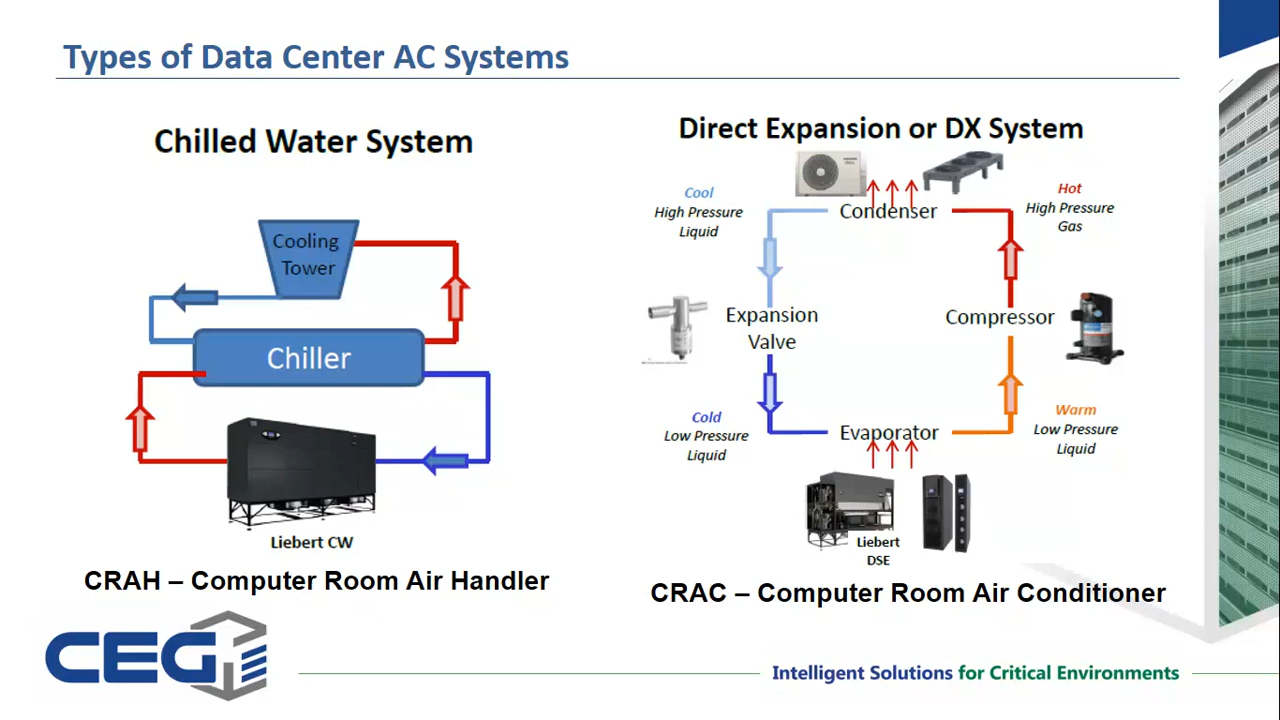 Types of Data Center AC Systems
Chilled Water System
Cooling
Tower
Chiller
Liebert CW
CRAH – Computer Room Air Handler
Direct Expansion or DX System
Cool
High Pressure
Liquid
Condenser
Hot
High Pressure
Gas
Expansion
Valve
Compressor
Cold
Low Pressure
Liquid
Evaporator
Warm
Low Pressure
Liquid
Liebert
DSE
CRAC – Computer Room Air Conditioner
CEG
Intelligent Solutions for Critical Environments